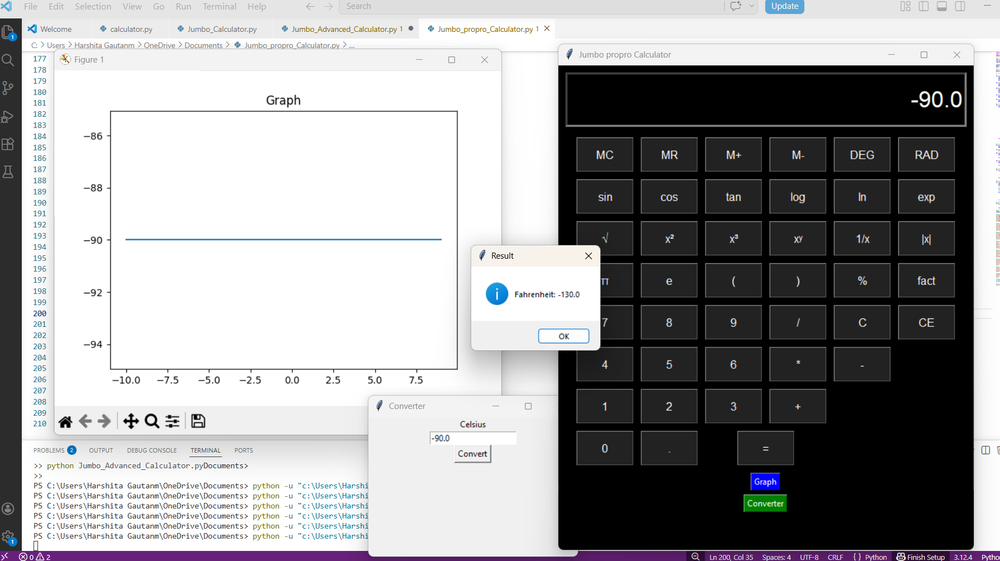 File Edit Selection View Go Run Terminal Help Search Update
Welcome calculator.py Jumbo_Calculator.py Jumbo_Advanced_Calculator.py 1 Jumbo_propro_Calculator.py 1
C: > Users > Harshita Gautanm > OneDrive > Documents > Jumbo_propro_Calculator.py > ...
177
178
179
180
181
182
183
184
185
186
187
188
189
190
191
192
193
194
195
196
197
198
199
200
201
202
203
204
205
206
207
208
209
210
Figure 1
Graph
−86
−88
−90
−92
−94
−10.0 −7.5 −5.0 −2.5 0.0 2.5 5.0 7.5
Result
Fahrenheit: -130.0
OK
Converter
Celsius
-90.0
Convert
Jumbo propro Calculator
-90.0
MC MR M+ M- DEG RAD
sin cos tan log ln exp
√ x² x³ xʸ 1/x |x|
π e ( ) % fact
7 8 9 / C CE
4 5 6 * -
1 2 3 +
0 . =
Graph
Converter
PROBLEMS 2 OUTPUT DEBUG CONSOLE TERMINAL PORTS
>> python Jumbo_Advanced_Calculator.pyDocuments>
>>
PS C:\Users\Harshita Gautanm\OneDrive\Documents> python -u "c:\Users\Harshi
PS C:\Users\Harshita Gautanm\OneDrive\Documents> python -u "c:\Users\Harshi
PS C:\Users\Harshita Gautanm\OneDrive\Documents> python -u "c:\Users\Harshi
PS C:\Users\Harshita Gautanm\OneDrive\Documents> python -u "c:\Users\Harshi
PS C:\Users\Harshita Gautanm\OneDrive\Documents> python -u "c:\Users\Harshi
PS C:\Users\Harshita Gautanm\OneDrive\Documents> python -u "c:\Users\Harshi
1
1
0 2 Ln 200, Col 35 Spaces: 4 UTF-8 CRLF { } Python Finish Setup 3.12.4 Pytho